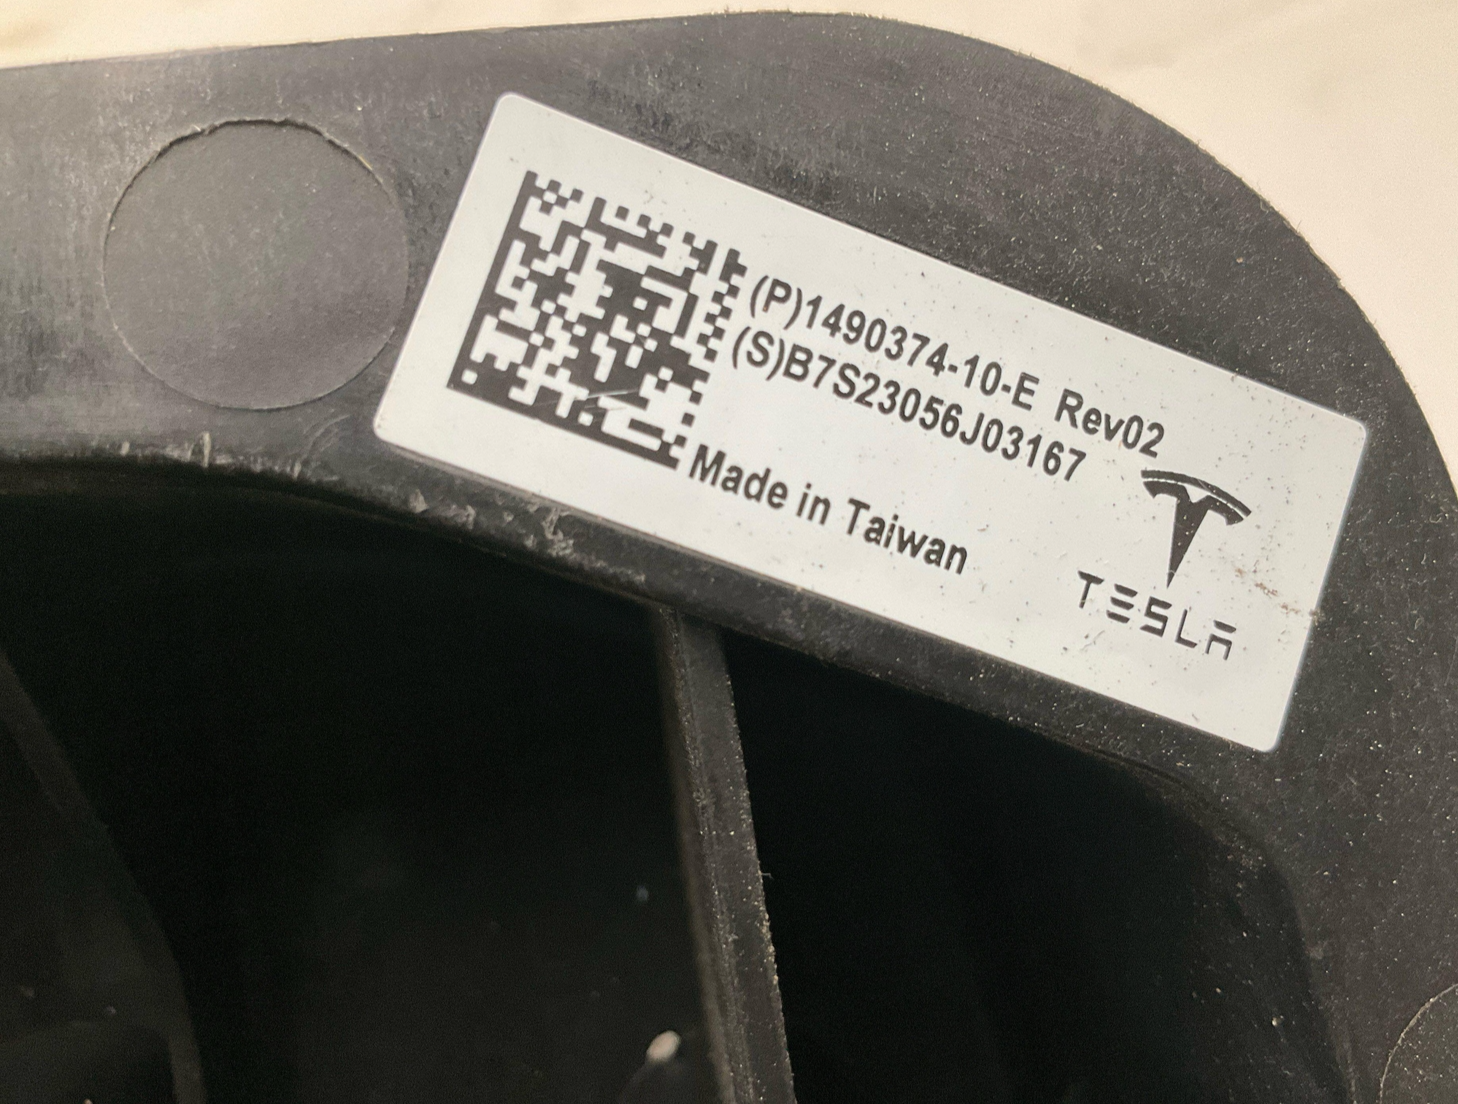 (P)1490374-10-E Rev02
(S)B7S23056J03167
Made in Taiwan
TESLA